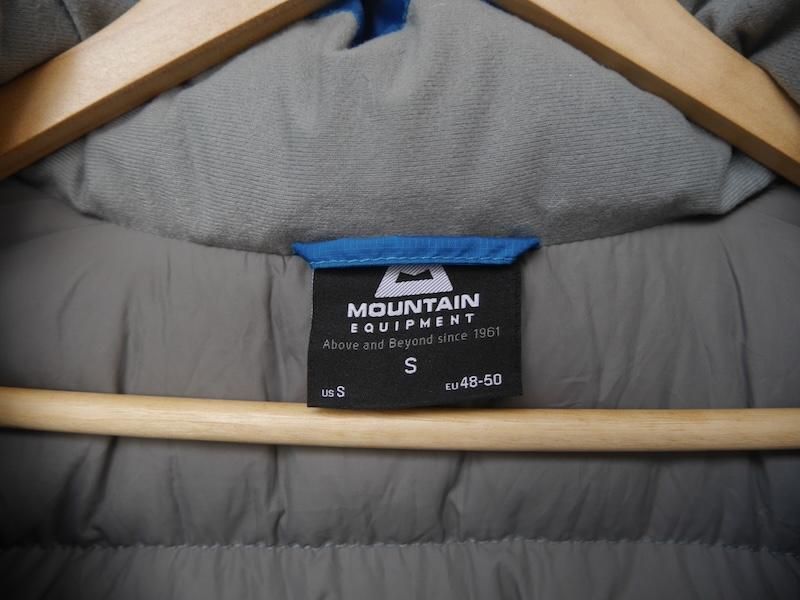 MOUNTAIN
EQUIPMENT
Above and Beyond since 1961
S
US S
EU 48-50